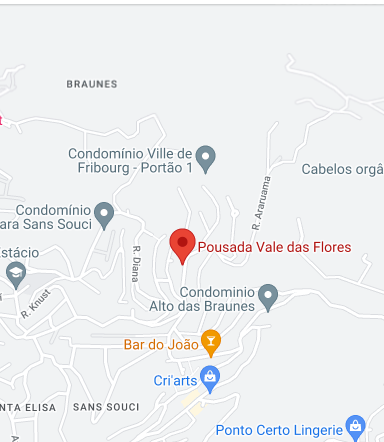 BRAUNES
t
Condomínio Ville de
Fribourg - Portão 1
Cabelos orgâ
R. Araruama
Condomínio
ara Sans Souci
Pousada Vale das Flores
R. Diana
Estácio
R. Knust
Condominio
Alto das Braunes
Bar do João
Cri'arts
NTA ELISA
SANS SOUCI
Ponto Certo Lingerie